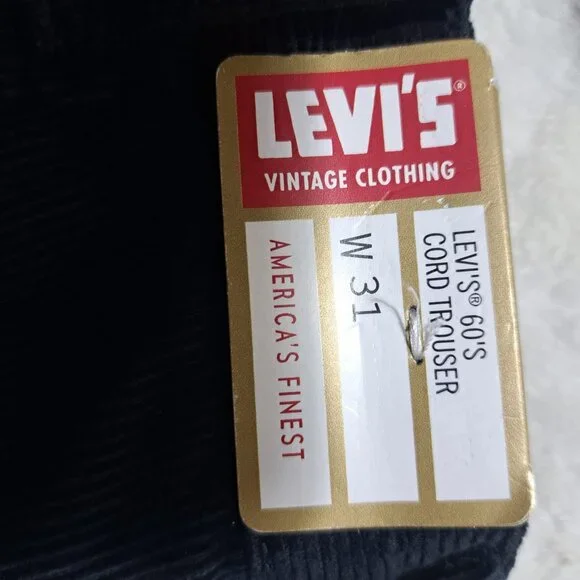 LEVI'S®
VINTAGE CLOTHING
LEVI'S® 60'S
CORD TROUSER
W 31
AMERICA'S FINEST